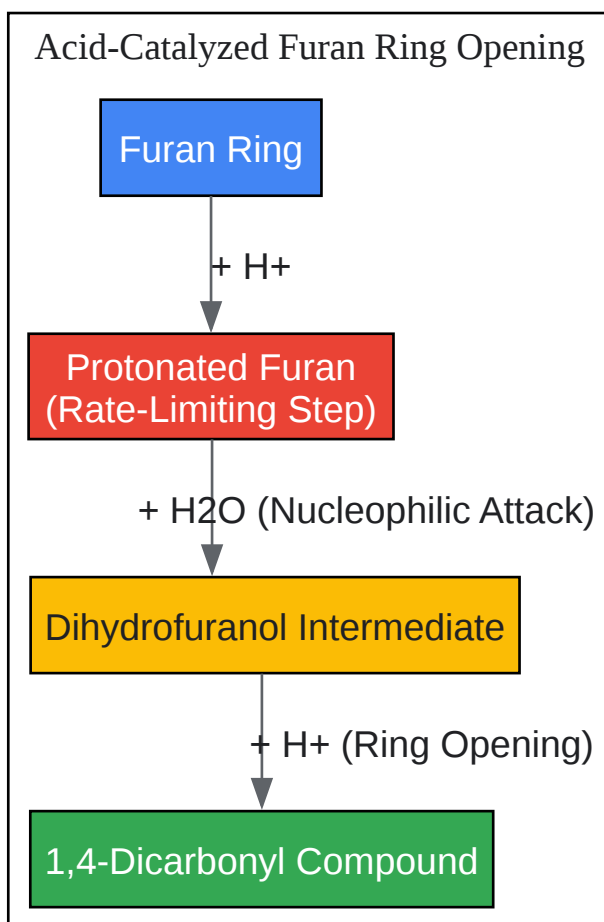 Acid-Catalyzed Furan Ring Opening
Furan Ring
+ H+
Protonated Furan
(Rate-Limiting Step)
+ H2O (Nucleophilic Attack)
Dihydrofuranol Intermediate
+ H+ (Ring Opening)
1,4-Dicarbonyl Compound